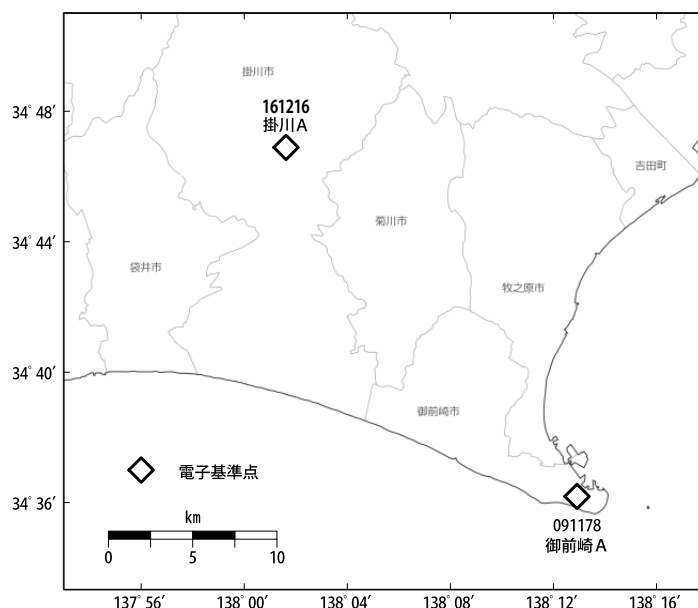 掛川市
34° 48′
161216
掛川A
吉田町
菊川市
34° 44′
袋井市
牧之原市
34° 40′
御前崎市
電子基準点
34° 36′
km
091178
0 5 10
御前崎A
137° 56′ 138° 00′ 138° 04′ 138° 08′ 138° 12′ 138° 16′